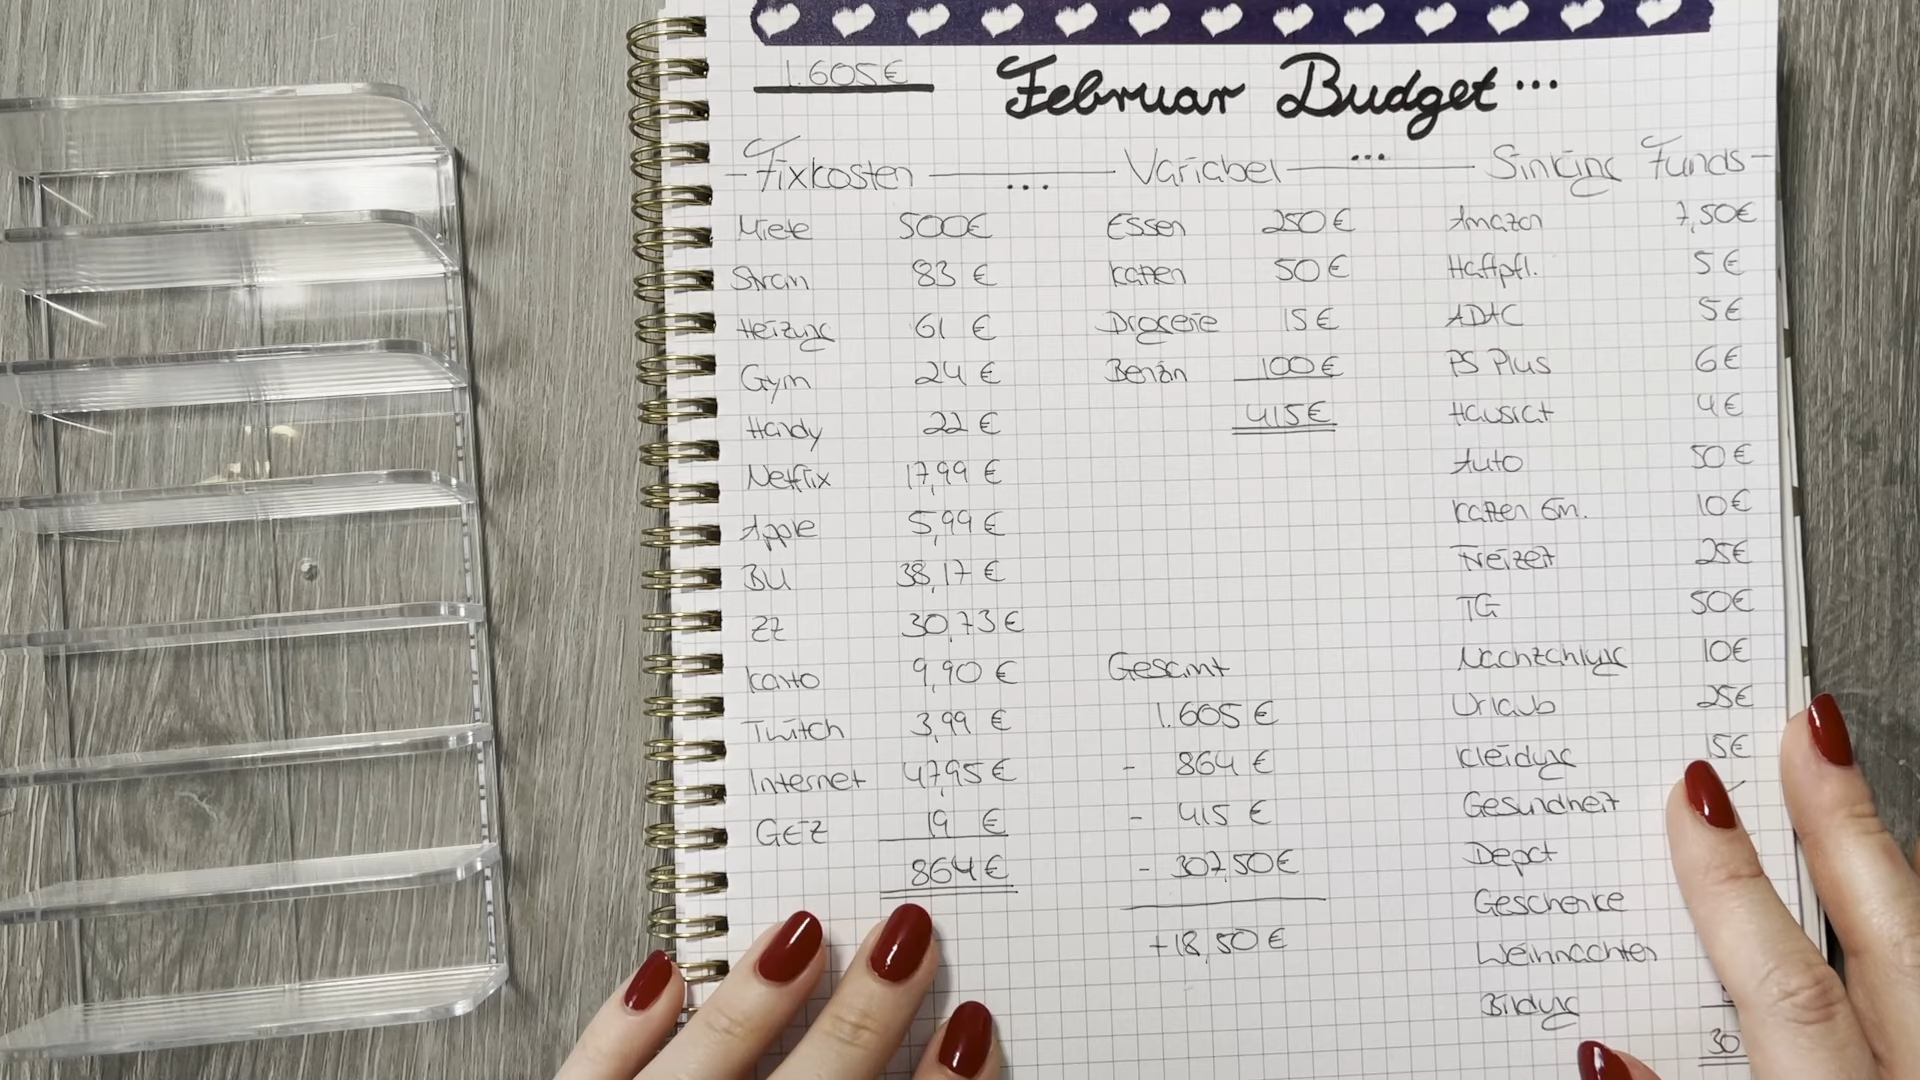 1.605€
Februar Budget...
Fixkosten ... Variabel ... Sinking Funds
Miete 500€
Strom 83 €
Heizung 61 €
Gym 24 €
Handy 22 €
Netflix 17,99 €
Apple 5,99 €
BU 38,17 €
ZZ 30,73 €
Konto 9,90 €
Twitch 3,99 €
Internet 47,95 €
GEZ 19 €
864€
Essen 250 €
Katzen 50 €
Drogerie 15 €
Benzin 100 €
415€
Gesamt
1.605 €
- 864 €
- 415 €
- 307,50€
+18,50 €
Amazon 7,50€
Haftpfl. 5 €
ADAC 5€
PS Plus 6€
Hausrat 4€
Auto 50€
Katzen Em. 10€
Freizeit 25€
TG 50€
Nachzahlung 10€
Urlaub 25€
Kleidung 15€
Gesundheit
Depot
Geschenke
Weihnachten
Bildung
30